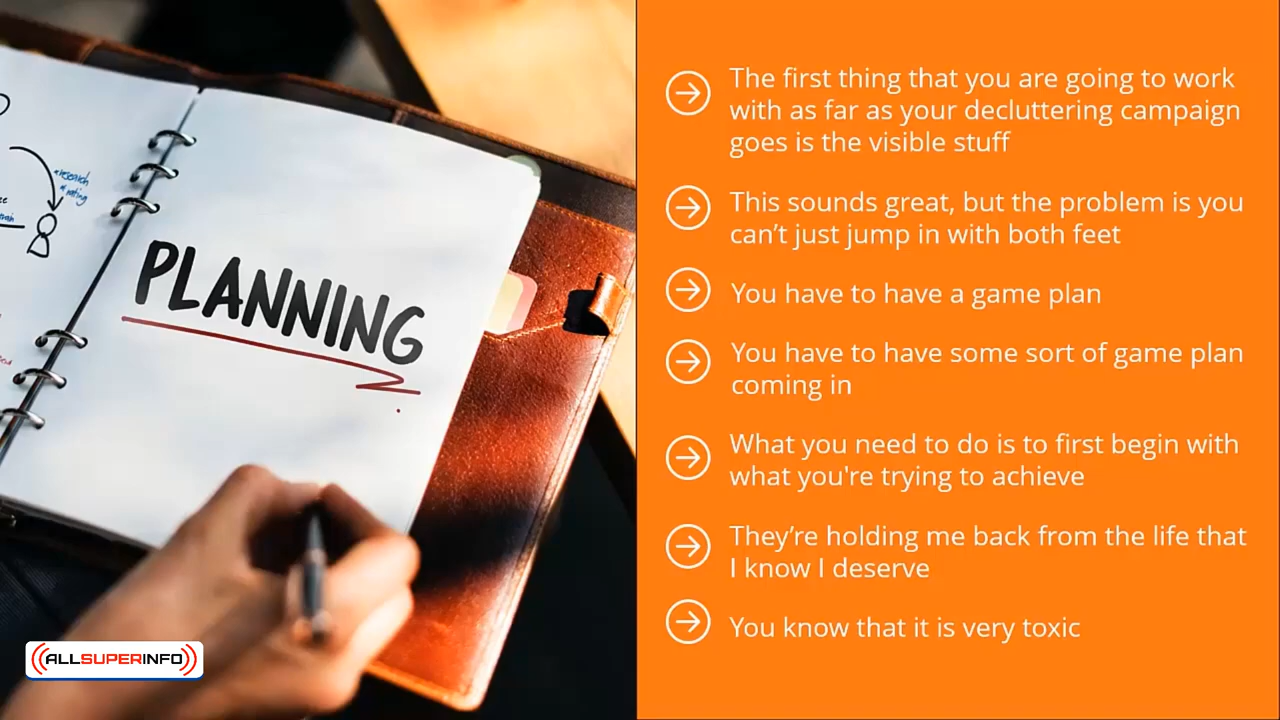 research
& rating
PLANNING
ALLSUPERINFO
The first thing that you are going to work
with as far as your decluttering campaign
goes is the visible stuff
This sounds great, but the problem is you
can’t just jump in with both feet
You have to have a game plan
You have to have some sort of game plan
coming in
What you need to do is to first begin with
what you're trying to achieve
They’re holding me back from the life that
I know I deserve
You know that it is very toxic